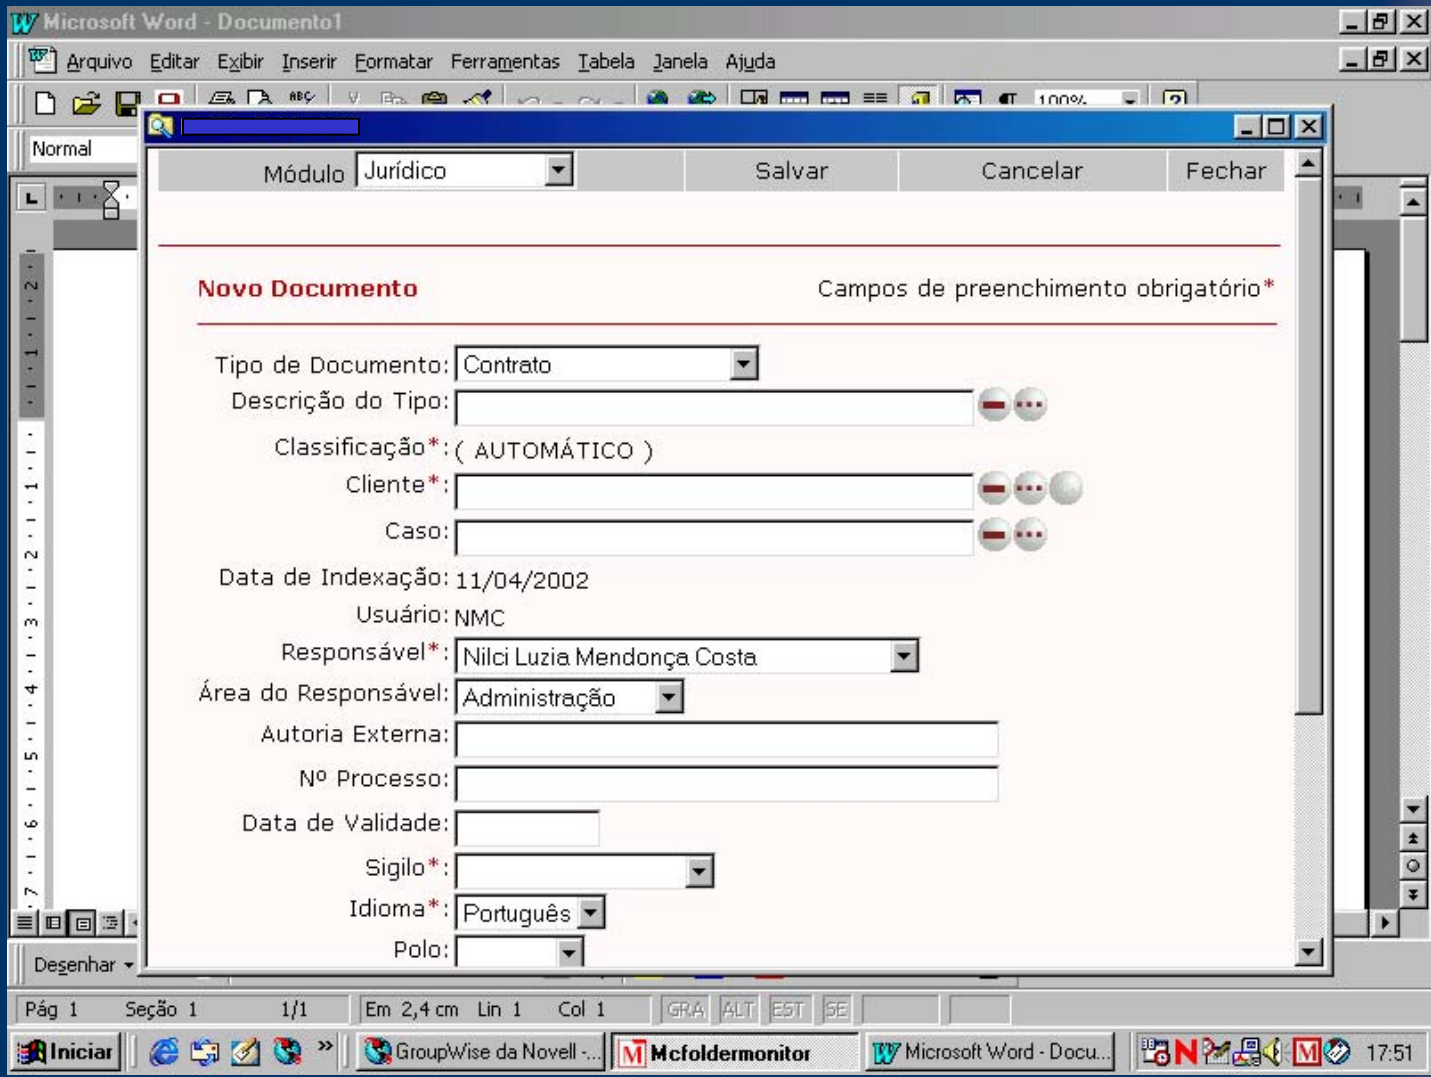 Microsoft Word - Documento1
Arquivo Editar Exibir Inserir Formatar Ferramentas Tabela Janela Ajuda
ABC 100%
Normal
Módulo Jurídico Salvar Cancelar Fechar
Novo Documento Campos de preenchimento obrigatório*
Tipo de Documento: Contrato
Descrição do Tipo:
Classificação*: ( AUTOMÁTICO )
Cliente*:
Caso:
Data de Indexação: 11/04/2002
Usuário: NMC
Responsável*: Nilci Luzia Mendonça Costa
Área do Responsável: Administração
Autoria Externa:
Nº Processo:
Data de Validade:
Sigilo*:
Idioma*: Português
Polo:
Desenhar
Pág 1 Seção 1 1/1 Em 2,4 cm Lin 1 Col 1 GRA ALT EST SE
Iniciar » GroupWise da Novell -... Mcfoldermonitor Microsoft Word - Docu... 17:51